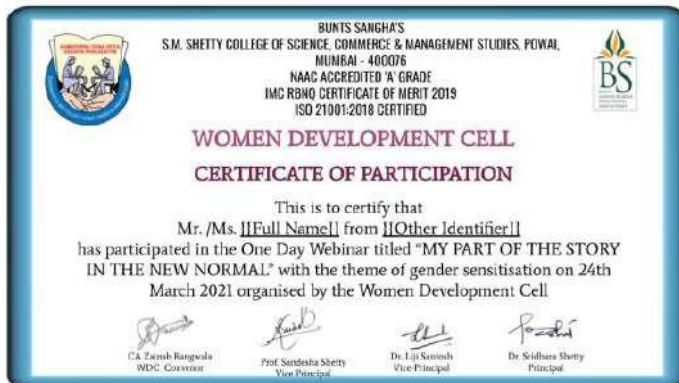 BUNTS SANGHA'S
S.M. SHETTY COLLEGE OF SCIENCE, COMMERCE & MANAGEMENT STUDIES, POWAI,
MUMBAI - 400076
NAAC ACCREDITED 'A' GRADE
IMC RBNQ CERTIFICATE OF MERIT 2019
ISO 21001:2018 CERTIFIED
BS
WOMEN DEVELOPMENT CELL
CERTIFICATE OF PARTICIPATION
This is to certify that
Mr. /Ms. [[Full Name]] from [[Other Identifier]]
has participated in the One Day Webinar titled "MY PART OF THE STORY
IN THE NEW NORMAL" with the theme of gender sensitisation on 24th
March 2021 organised by the Women Development Cell
CA Zainab Rangwala
WDC Convenor
Prof. Sandesha Shetty
Vice Principal
Dr. Liji Santosh
Vice-Principal
Dr. Sridhara Shetty
Principal